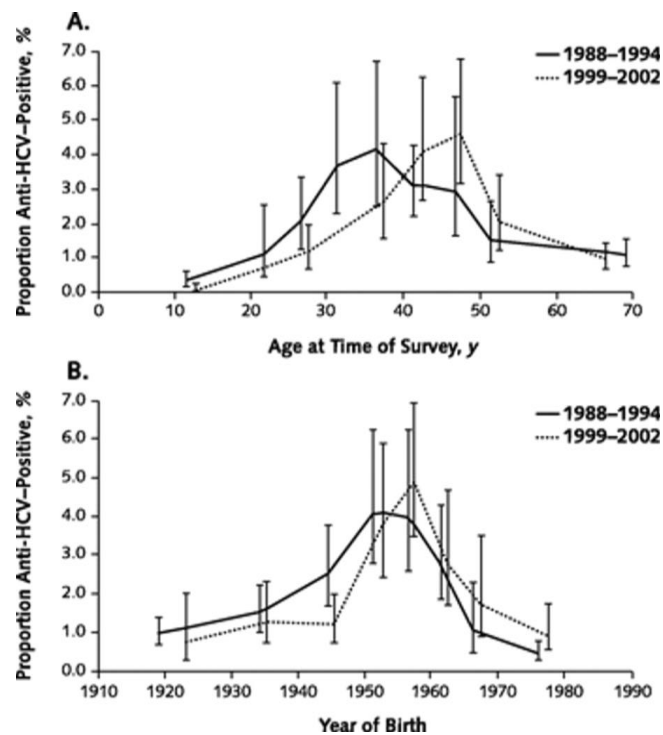 A.
Proportion Anti-HCV–Positive, %
7.0
6.0
5.0
4.0
3.0
2.0
1.0
0.0
1988–1994
1999–2002
0 10 20 30 40 50 60 70
Age at Time of Survey, y
B.
Proportion Anti-HCV–Positive, %
7.0
6.0
5.0
4.0
3.0
2.0
1.0
0.0
1988–1994
1999–2002
1910 1920 1930 1940 1950 1960 1970 1980 1990
Year of Birth